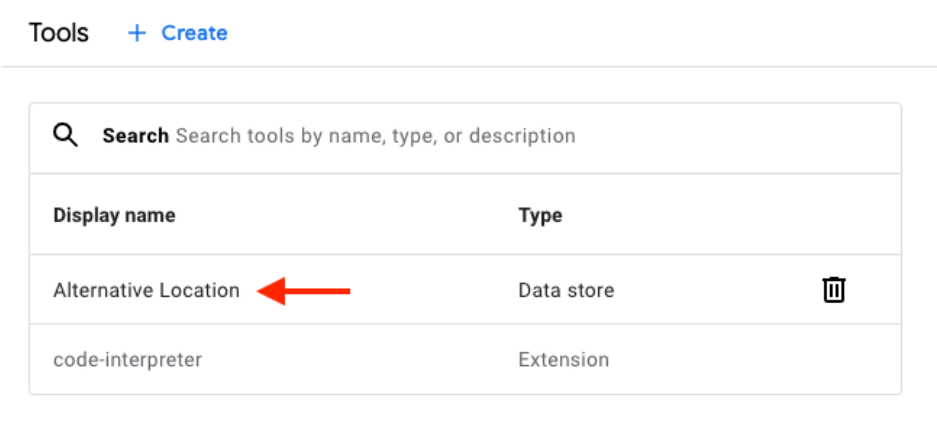 Tools + Create
Search Search tools by name, type, or description
Display name Type
Alternative Location Data store
code-interpreter Extension